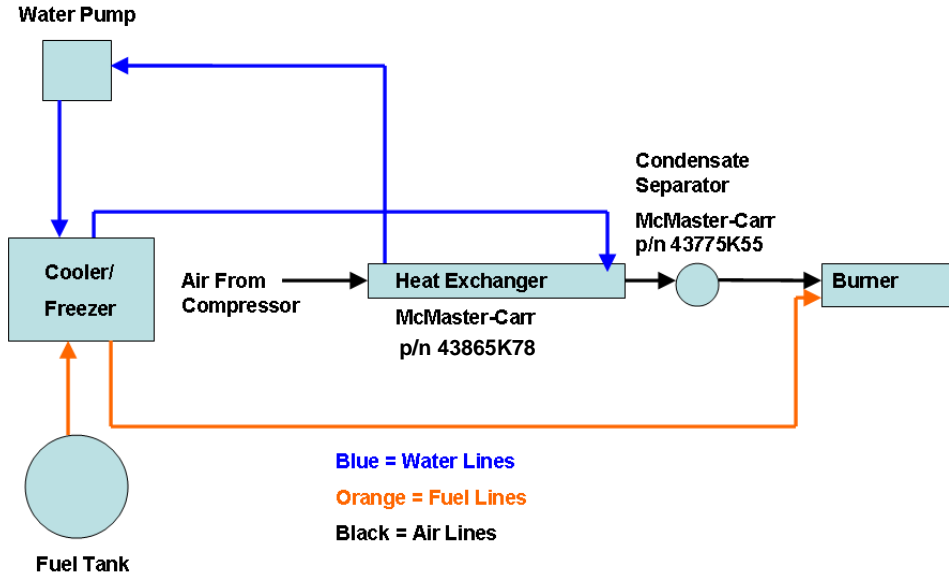 Water Pump
Condensate
Separator
McMaster-Carr
p/n 43775K55
Cooler/
Freezer
Air From
Compressor
Heat Exchanger
Burner
McMaster-Carr
p/n 43865K78
Blue = Water Lines
Orange = Fuel Lines
Black = Air Lines
Fuel Tank